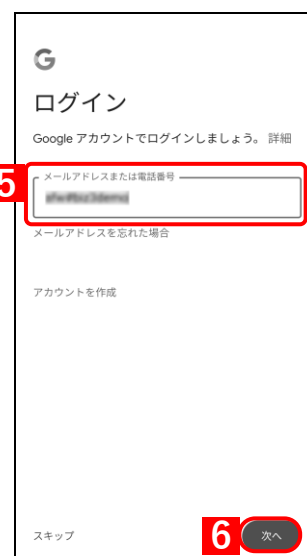 G
ログイン
Google アカウントでログインしましょう。 詳細
5
メールアドレスまたは電話番号
メールアドレスを忘れた場合
アカウントを作成
スキップ
6
次へ